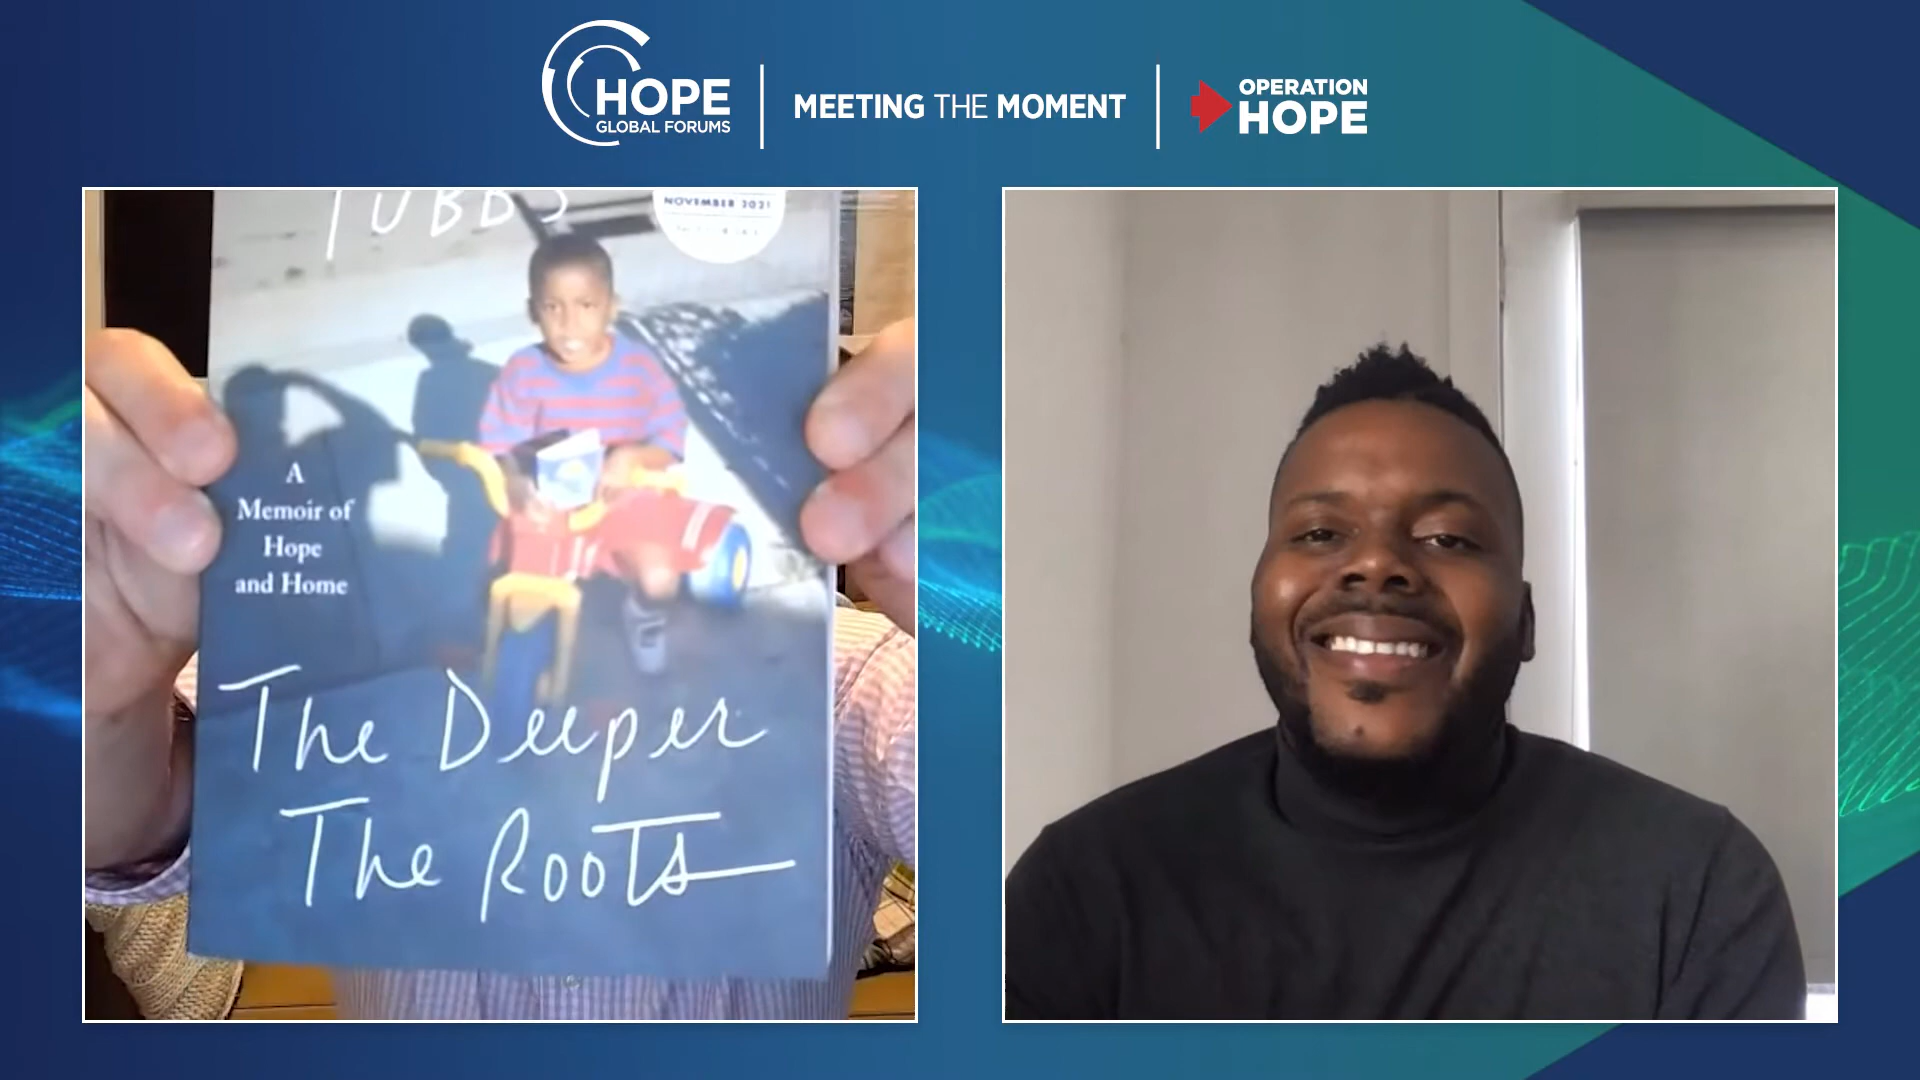 HOPE
GLOBAL FORUMS
MEETING THE MOMENT
OPERATION
HOPE
TUBBS
NOVEMBER 2021
A
Memoir of
Hope
and Home
The Deeper
The Roots